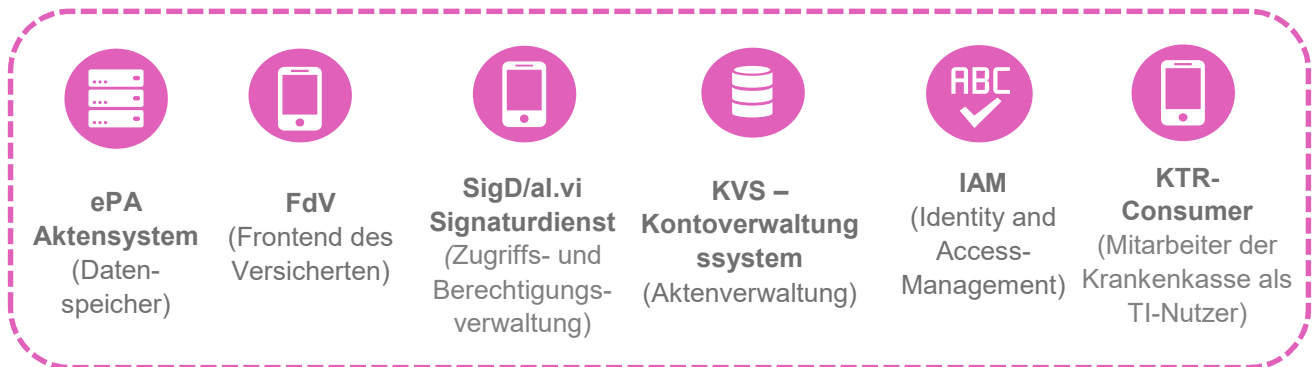 ABC
ePA
Aktensystem
(Daten-
speicher)
FdV
(Frontend des
Versicherten)
SigD/al.vi
Signaturdienst
(Zugriffs- und
Berechtigungs-
verwaltung)
KVS –
Kontoverwaltung
ssystem
(Aktenverwaltung)
IAM
(Identity and
Access-
Management)
KTR-
Consumer
(Mitarbeiter der
Krankenkasse als
TI-Nutzer)